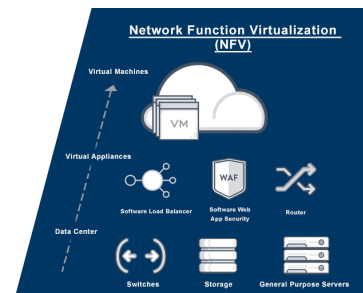 Network Function Virtualization
(NFV)
Virtual Machines
VM
Virtual Appliances
WAF
Software Load Balancer
Software Web
App Security
Router
Data Center
Switches
Storage
General Purpose Servers